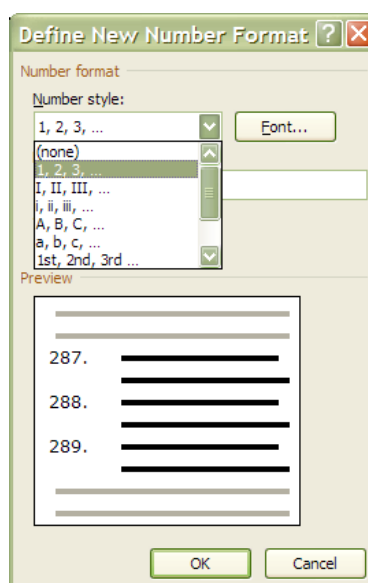 Define New Number Format
Number format
Number style:
1, 2, 3, ...
Font...
(none)
1, 2, 3, ...
I, II, III, ...
i, ii, iii, ...
A, B, C, ...
a, b, c, ...
1st, 2nd, 3rd ...
Preview
287.
288.
289.
OK
Cancel